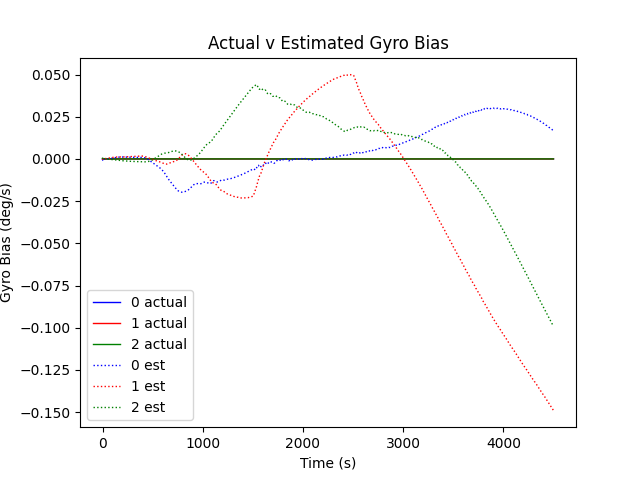 Actual v Estimated Gyro Bias
Gyro Bias (deg/s)
0.050
0.025
0.000
−0.025
−0.050
−0.075
−0.100
−0.125
−0.150
0 actual
1 actual
2 actual
0 est
1 est
2 est
0 1000 2000 3000 4000
Time (s)